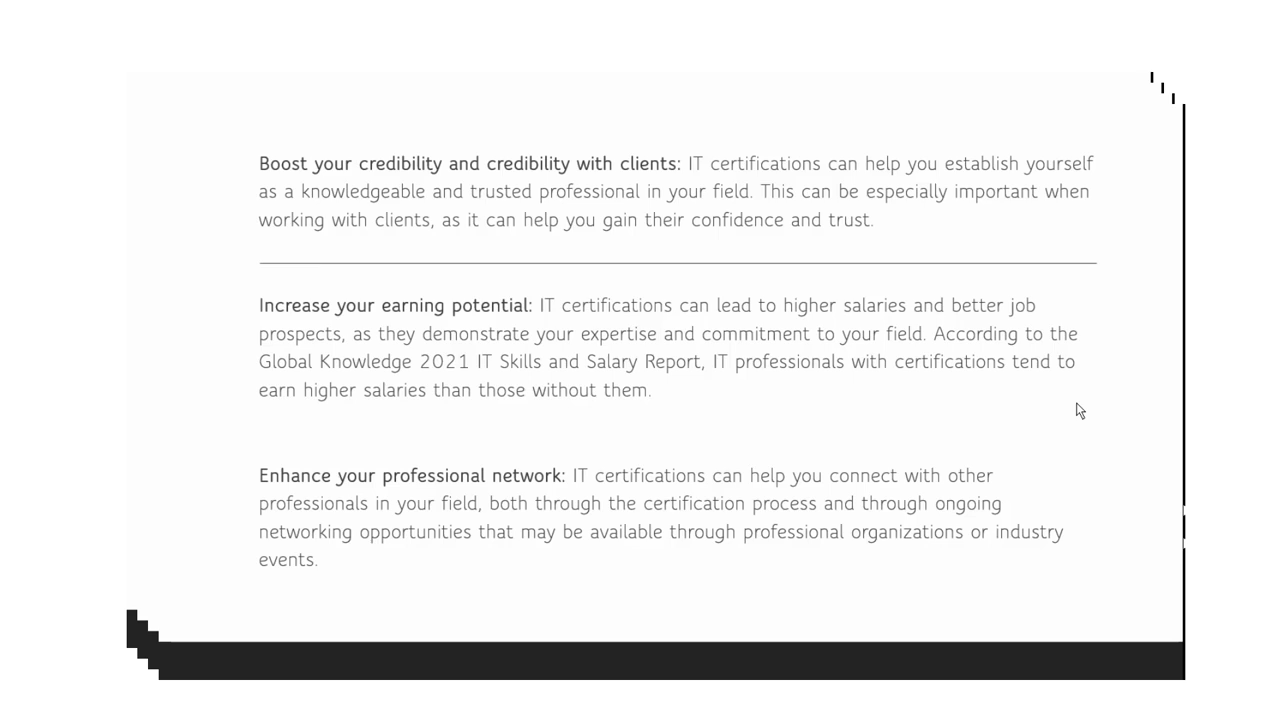 Boost your credibility and credibility with clients: IT certifications can help you establish yourself
as a knowledgeable and trusted professional in your field. This can be especially important when
working with clients, as it can help you gain their confidence and trust.
Increase your earning potential: IT certifications can lead to higher salaries and better job
prospects, as they demonstrate your expertise and commitment to your field. According to the
Global Knowledge 2021 IT Skills and Salary Report, IT professionals with certifications tend to
earn higher salaries than those without them.
Enhance your professional network: IT certifications can help you connect with other
professionals in your field, both through the certification process and through ongoing
networking opportunities that may be available through professional organizations or industry
events.